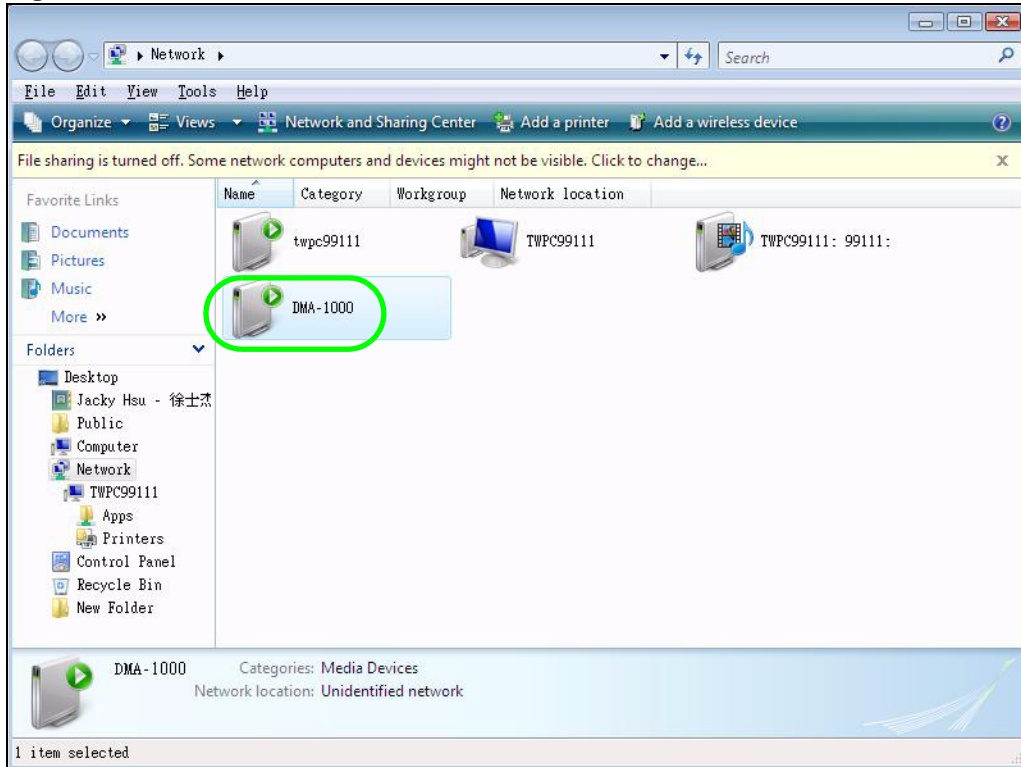 Network
Search
File Edit View Tools Help
Organize Views Network and Sharing Center Add a printer Add a wireless device
File sharing is turned off. Some network computers and devices might not be visible. Click to change...
Favorite Links
Documents
Pictures
Music
More »
Folders
Desktop
Jacky Hsu - 徐士杰
Public
Computer
Network
TWPC99111
Apps
Printers
Control Panel
Recycle Bin
New Folder
Name Category Workgroup Network location
twpc99111 TWPC99111 TWPC99111: 99111:
DMA-1000
DMA-1000 Categories: Media Devices
Network location: Unidentified network
1 item selected